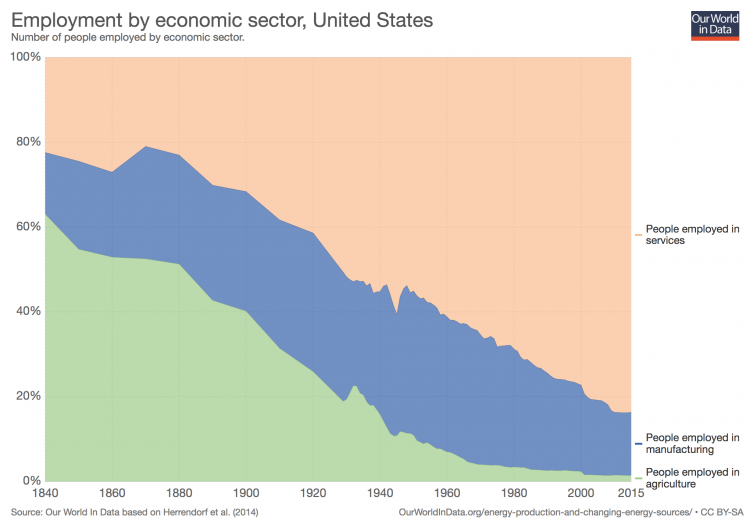 Employment by economic sector, United States
Number of people employed by economic sector.
Our World
in Data
100%
80%
60%
40%
20%
0%
People employed in
services
People employed in
manufacturing
People employed in
agriculture
1840
1860
1880
1900
1920
1940
1960
1980
2000
2015
Source: Our World In Data based on Herrendorf et al. (2014)
OurWorldInData.org/energy-production-and-changing-energy-sources/ • CC BY-SA